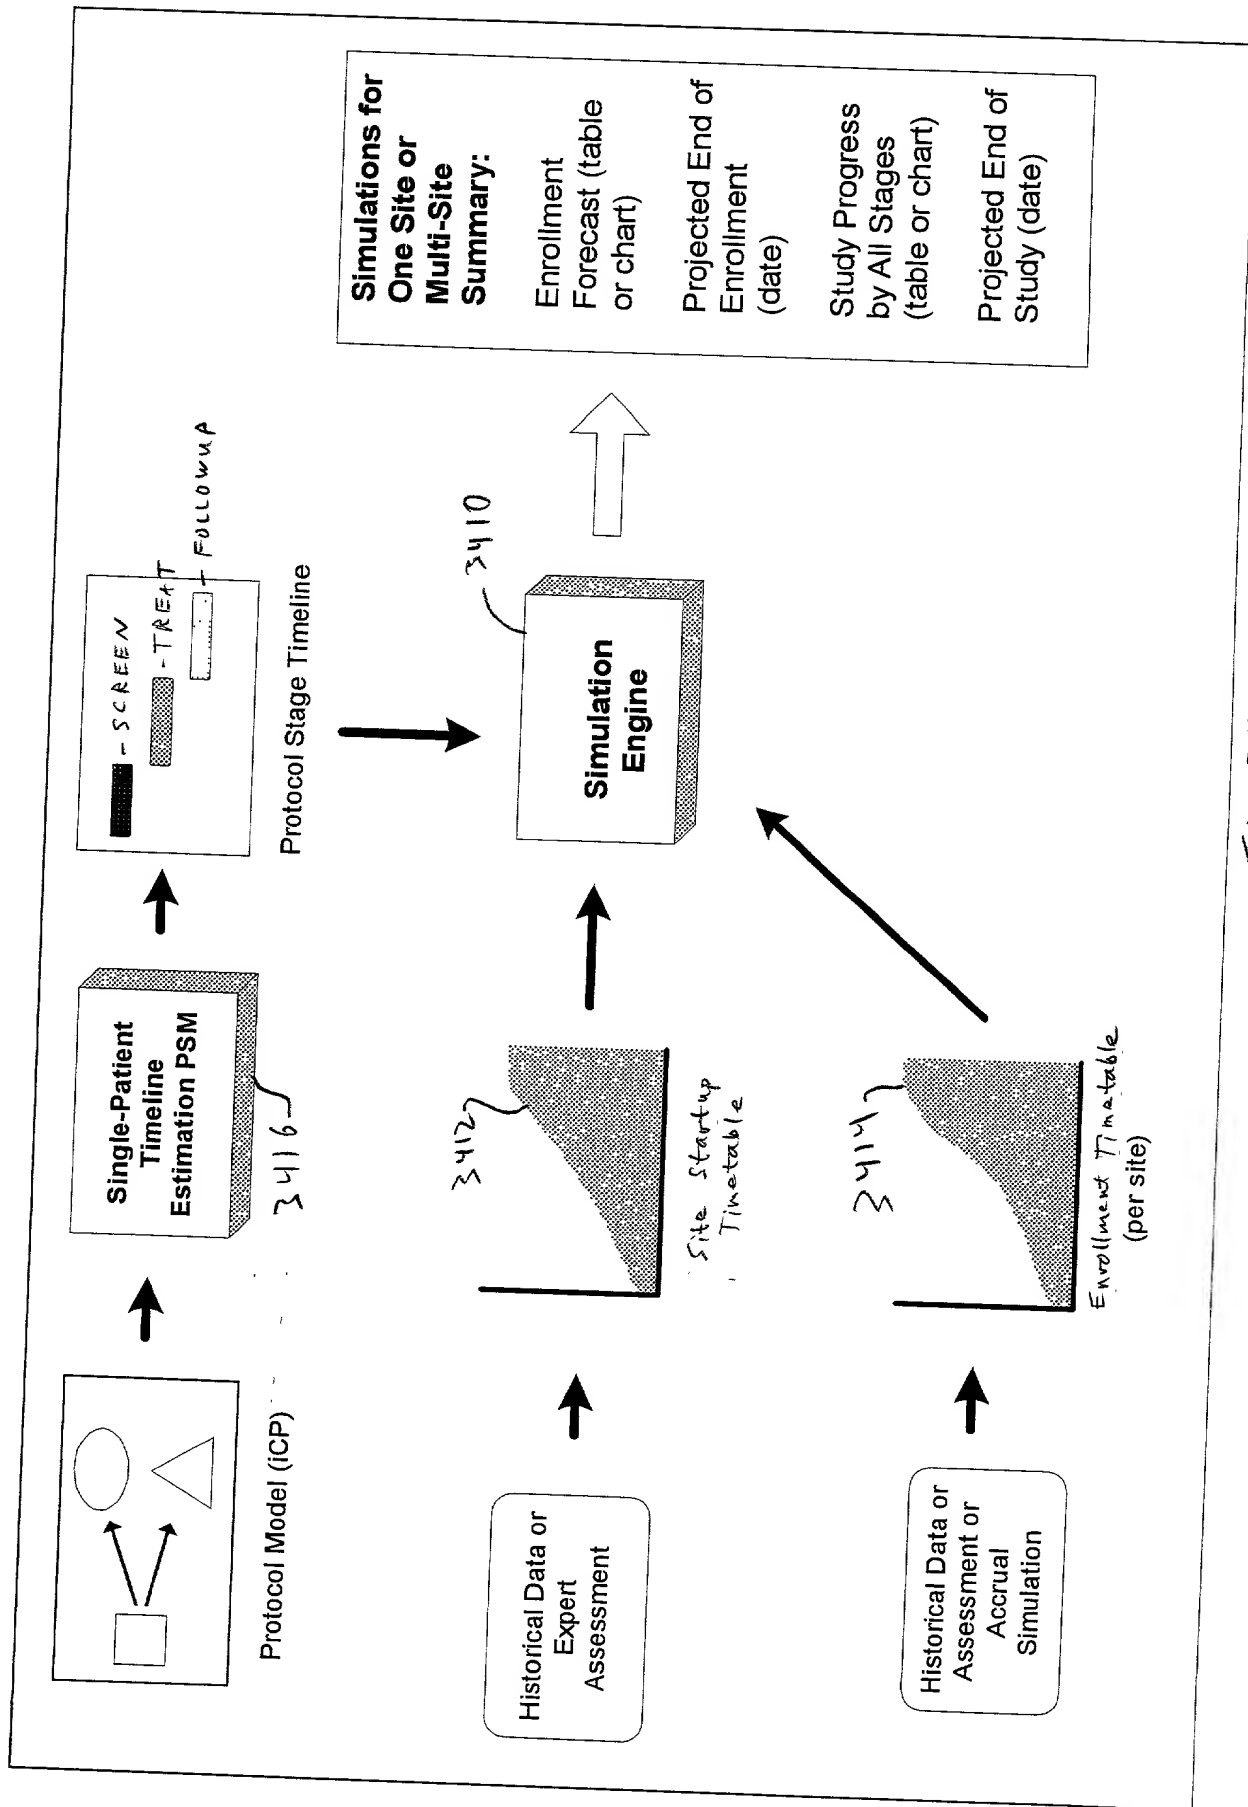 Protocol Model (iCP)
Single-Patient
Timeline
Estimation PSM
3416
- SCREEN
- TREAT
- FOLLOWUP
Protocol Stage Timeline
Historical Data or
Expert
Assessment
3412
Site Startup
Timetable
Simulation
Engine
3410
Historical Data or
Assessment or
Accrual
Simulation
3414
Enrollment Timetable
(per site)
Simulations for
One Site or
Multi-Site
Summary:
Enrollment
Forecast (table
or chart)
Projected End of
Enrollment
(date)
Study Progress
by All Stages
(table or chart)
Projected End of
Study (date)